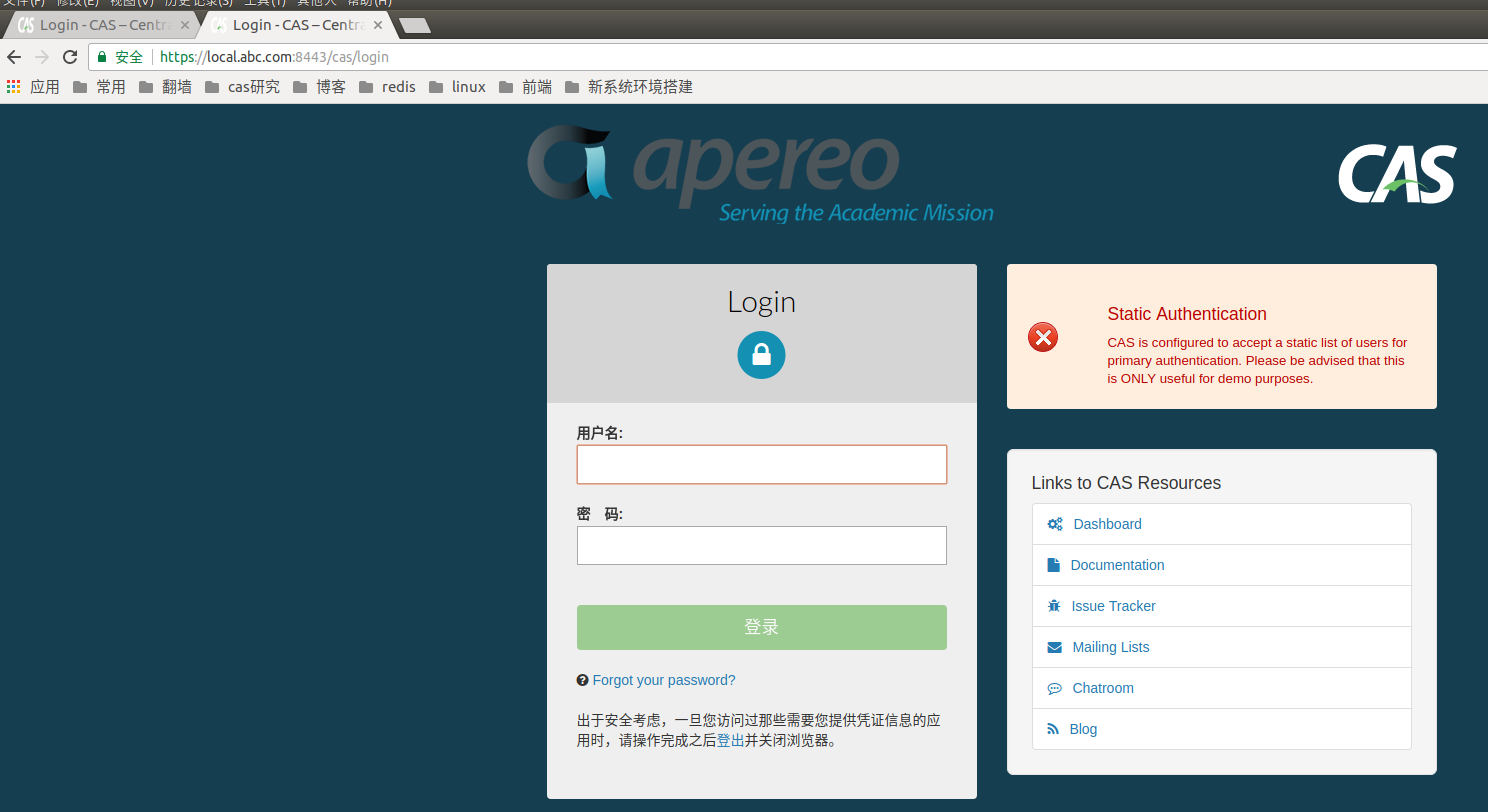 文件(F) 修改(E) 视图(V) 历史记录(S) 工具(T) 其他人 帮助(H)
Login - CAS – Centra
Login - CAS – Centra
安全 https://local.abc.com:8443/cas/login
应用 常用 翻墙 cas研究 博客 redis linux 前端 新系统环境搭建
apereo
Serving the Academic Mission
CAS
Login
用户名:
密 码:
登录
Forgot your password?
出于安全考虑，一旦您访问过那些需要您提供凭证信息的应
用时，请操作完成之后登出并关闭浏览器。
Static Authentication
CAS is configured to accept a static list of users for
primary authentication. Please be advised that this
is ONLY useful for demo purposes.
Links to CAS Resources
Dashboard
Documentation
Issue Tracker
Mailing Lists
Chatroom
Blog